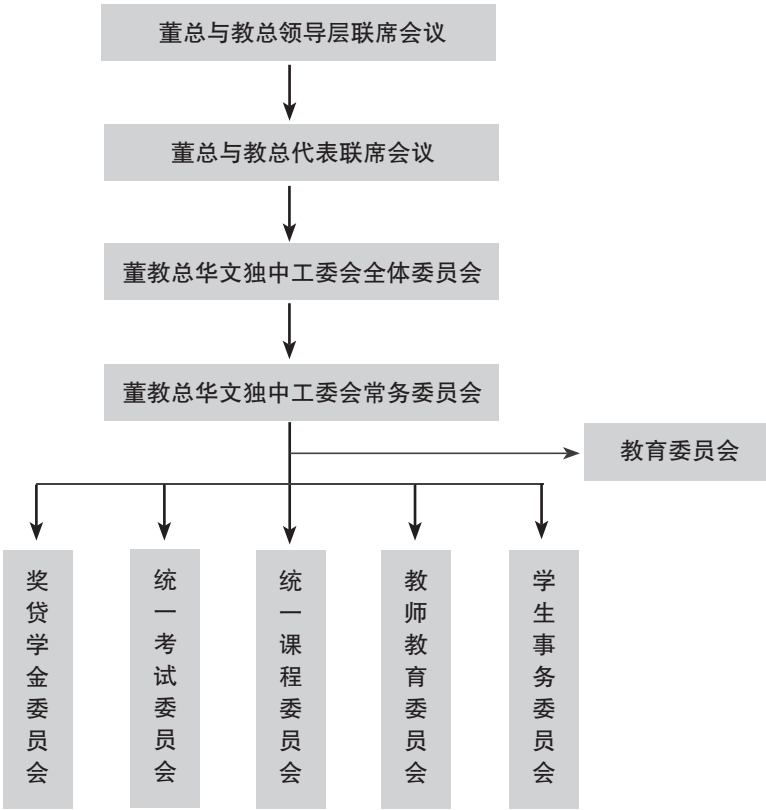 董总与教总领导层联席会议
董总与教总代表联席会议
董教总华文独中工委会全体委员会
董教总华文独中工委会常务委员会
教育委员会
奖贷学金委员会
统一考试委员会
统一课程委员会
教师教育委员会
学生事务委员会